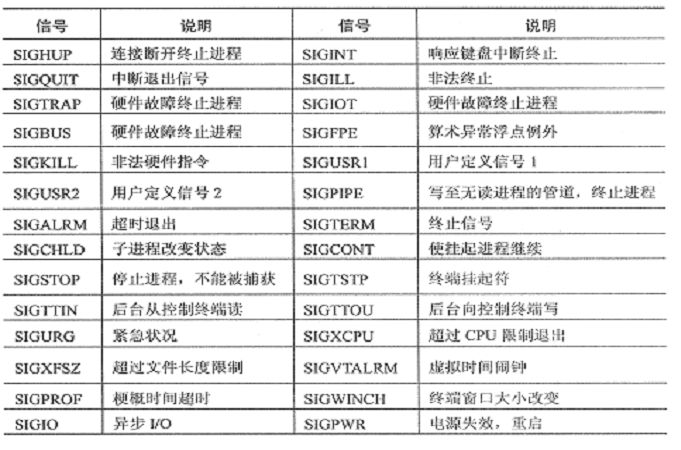 信号 说明 信号 说明
SIGHUP 连接断开终止进程 SIGINT 响应键盘中断终止
SIGQUIT 中断退出信号 SIGILL 非法终止
SIGTRAP 硬件故障终止进程 SIGIOT 硬件故障终止进程
SIGBUS 硬件故障终止进程 SIGFPE 算术异常浮点例外
SIGKILL 非法硬件指令 SIGUSR1 用户定义信号 1
SIGUSR2 用户定义信号 2 SIGPIPE 写至无读进程的管道，终止进程
SIGALRM 超时退出 SIGTERM 终止信号
SIGCHLD 子进程改变状态 SIGCONT 使挂起进程继续
SIGSTOP 停止进程，不能被捕获 SIGTSTP 终端挂起符
SIGTTIN 后台从控制终端读 SIGTTOU 后台向控制终端写
SIGURG 紧急状况 SIGXCPU 超过 CPU 限制退出
SIGXFSZ 超过文件长度限制 SIGVTALRM 虚拟时间闹钟
SIGPROF 梗概时间超时 SIGWINCH 终端窗口大小改变
SIGIO 异步 I/O SIGPWR 电源失效，重启